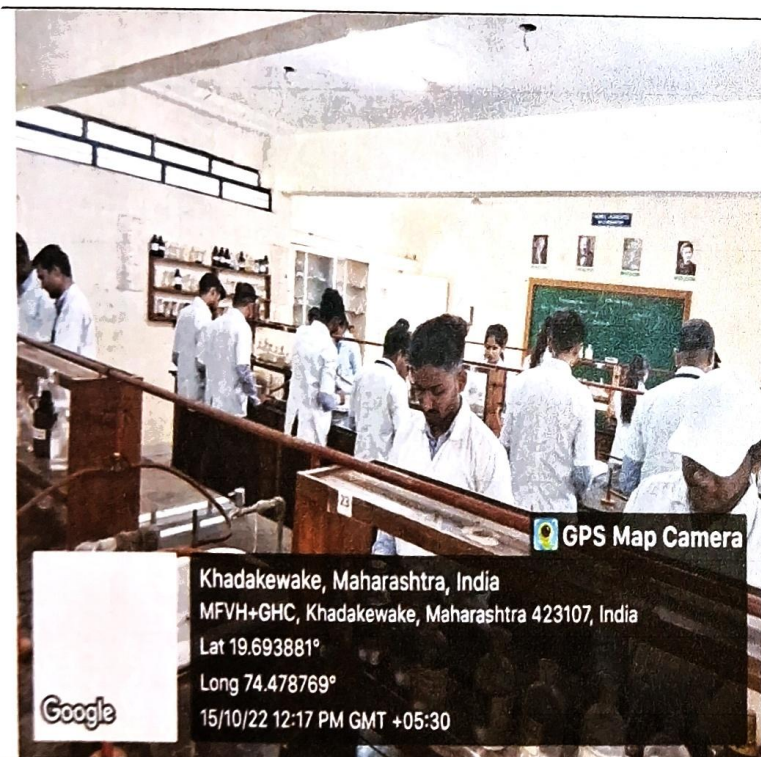 23
GPS Map Camera
Khadakewake, Maharashtra, India
MFVH+GHC, Khadakewake, Maharashtra 423107, India
Lat 19.693881°
Long 74.478769°
15/10/22 12:17 PM GMT +05:30
Google